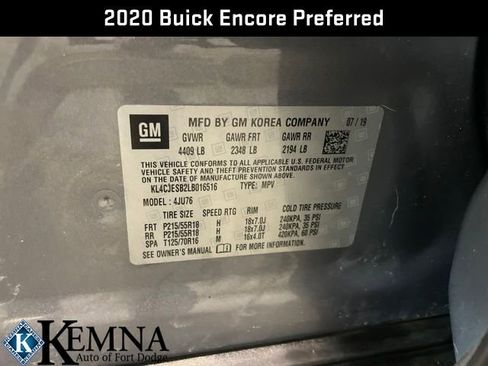 2020 Buick Encore Preferred
GM MFD BY GM KOREA COMPANY 07/19
GVWR GAWR FRT GAWR RR
4409 LB 2348 LB 2194 LB
THIS VEHICLE CONFORMS TO ALL APPLICABLE U.S. FEDERAL MOTOR
VEHICLE SAFETY, BUMPER, AND THEFT PREVENTION STANDARDS IN
EFFECT ON THE DATE OF MANUFACTURE SHOWN ABOVE.
KL4CJESB2LB016516 TYPE: MPV
MODEL: 4JU76
TIRE SIZE SPEED RTG RIM COLD TIRE PRESSURE
FRT P215/55R18 H 18x7.0J 240KPA, 35 PSI
RR P215/55R18 H 18x7.0J 240KPA, 35 PSI
SPA T125/70R16 M 16x4.0T 420KPA, 60 PSI
SEE OWNER'S MANUAL FOR MORE INFORMATION.
KEMNA
Auto of Fort Dodge